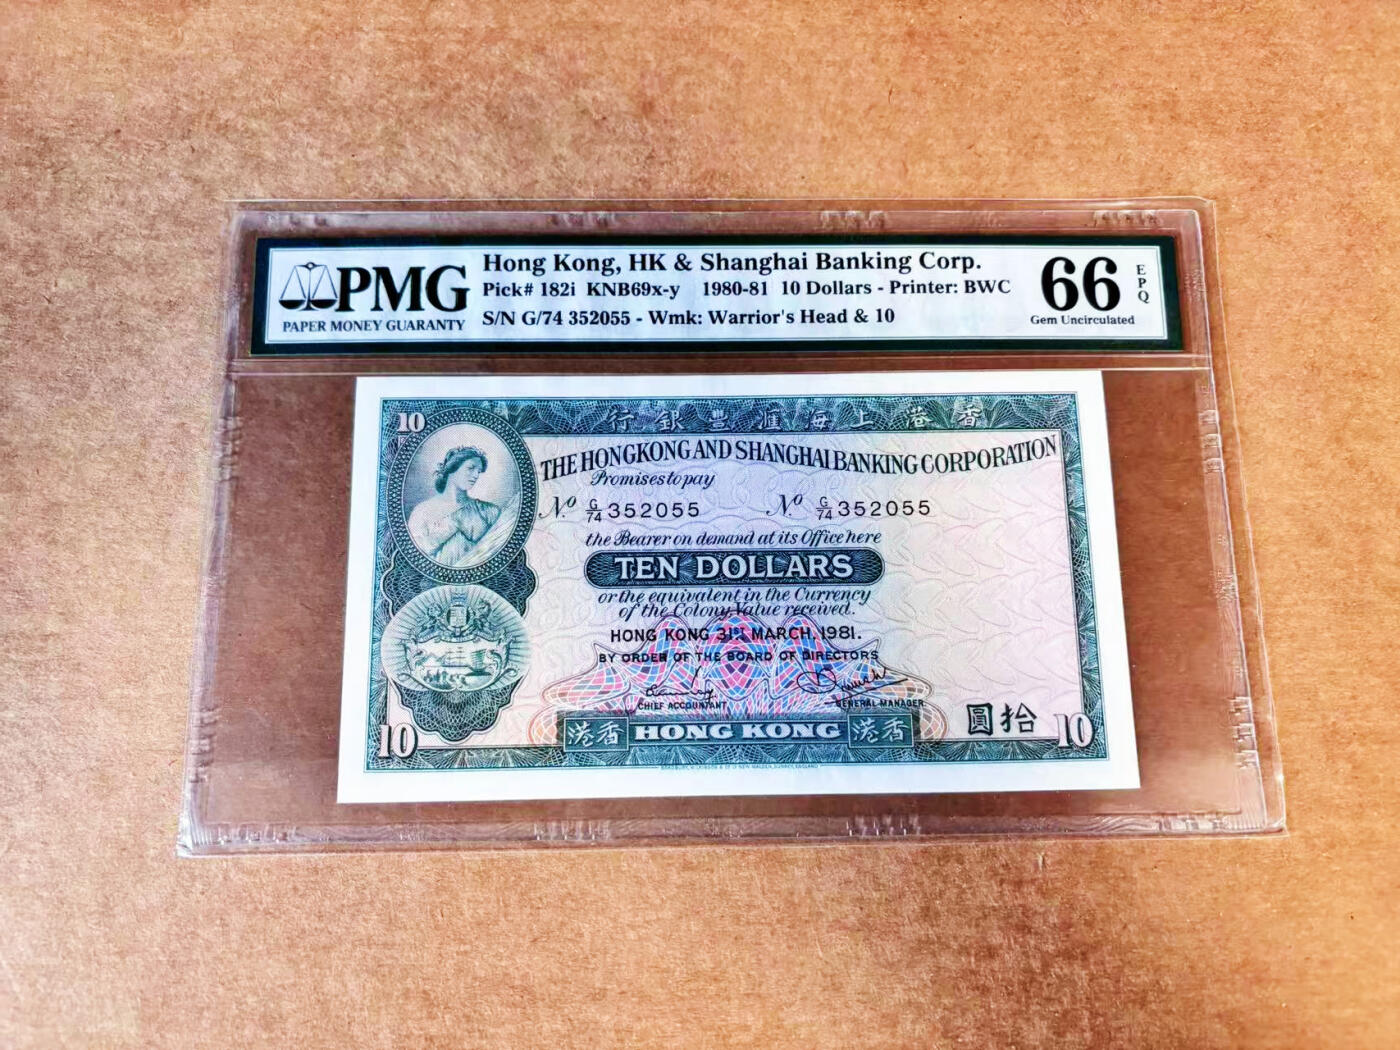 PMG
PAPER MONEY GUARANTY
Hong Kong, HK & Shanghai Banking Corp.
Pick# 182i KNB69x-y 1980-81 10 Dollars - Printer: BWC
S/N G/74 352055 - Wmk: Warrior's Head & 10
66 EPQ
Gem Uncirculated
10
行銀豐滙海上港香
THE HONGKONG AND SHANGHAI BANKING CORPORATION
Promises to pay
No G/74 352055 No G/74 352055
the Bearer on demand at its Office here
TEN DOLLARS
or the equivalent in the Currency
of the Colony Value received.
HONG KONG 31ST MARCH, 1981.
BY ORDER OF THE BOARD OF DIRECTORS
CHIEF ACCOUNTANT GENERAL MANAGER
10 港香 HONG KONG 港香 圓拾 10